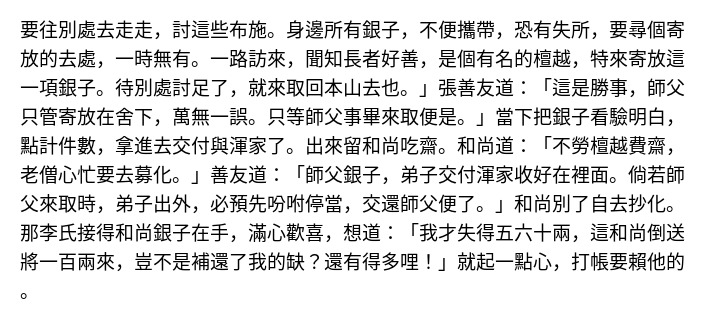 要往別處去走走，討這些布施。身邊所有銀子，不便攜帶，恐有失所，要尋個寄
放的去處，一時無有。一路訪來，聞知長者好善，是個有名的檀越，特來寄放這
一項銀子。待別處討足了，就來取回本山去也。」張善友道：「這是勝事，師父
只管寄放在舍下，萬無一誤。只等師父事畢來取便是。」當下把銀子看驗明白，
點計件數，拿進去交付與渾家了。出來留和尚吃齋。和尚道：「不勞檀越費齋，
老僧心忙要去募化。」善友道：「師父銀子，弟子交付渾家收好在裡面。倘若師
父來取時，弟子出外，必預先吩咐停當，交還師父便了。」和尚別了自去抄化。
那李氏接得和尚銀子在手，滿心歡喜，想道：「我才失得五六十兩，這和尚倒送
將一百兩來，豈不是補還了我的缺？還有得多哩！」就起一點心，打帳要賴他的
。